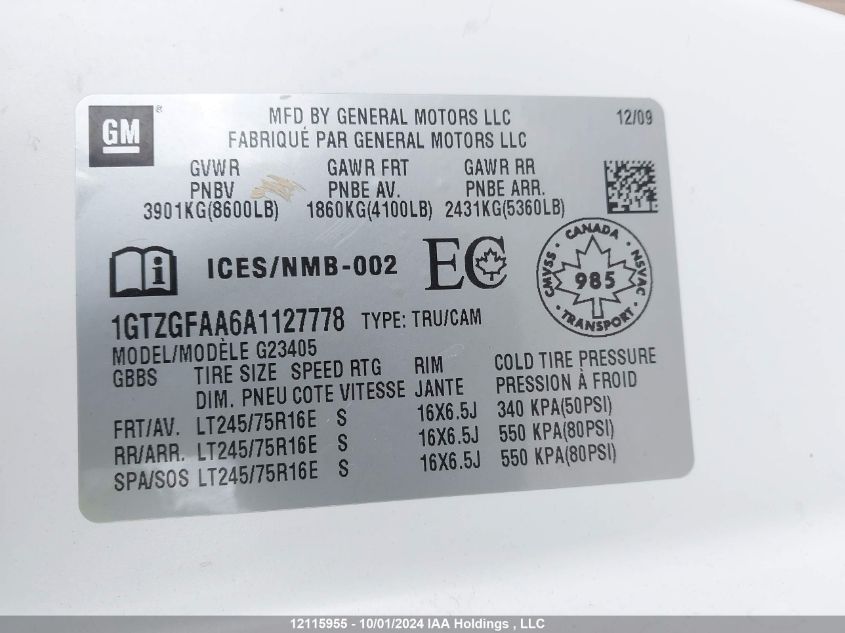 GM ®
MFD BY GENERAL MOTORS LLC 12/09
FABRIQUÉ PAR GENERAL MOTORS LLC
GVWR GAWR FRT GAWR RR
PNBV PNBE AV. PNBE ARR.
3901KG(8600LB) 1860KG(4100LB) 2431KG(5360LB)
i ICES/NMB-002 EC
CANADA
CMVSS 985 NSVAC
TRANSPORT
1GTZGFAA6A1127778 TYPE: TRU/CAM
MODEL/MODÈLE G23405
GBBS TIRE SIZE SPEED RTG RIM COLD TIRE PRESSURE
DIM. PNEU COTE VITESSE JANTE PRESSION À FROID
FRT/AV. LT245/75R16E S 16X6.5J 340 KPA(50PSI)
RR/ARR. LT245/75R16E S 16X6.5J 550 KPA(80PSI)
SPA/SOS LT245/75R16E S 16X6.5J 550 KPA(80PSI)
12115955 - 10/01/2024 IAA Holdings , LLC